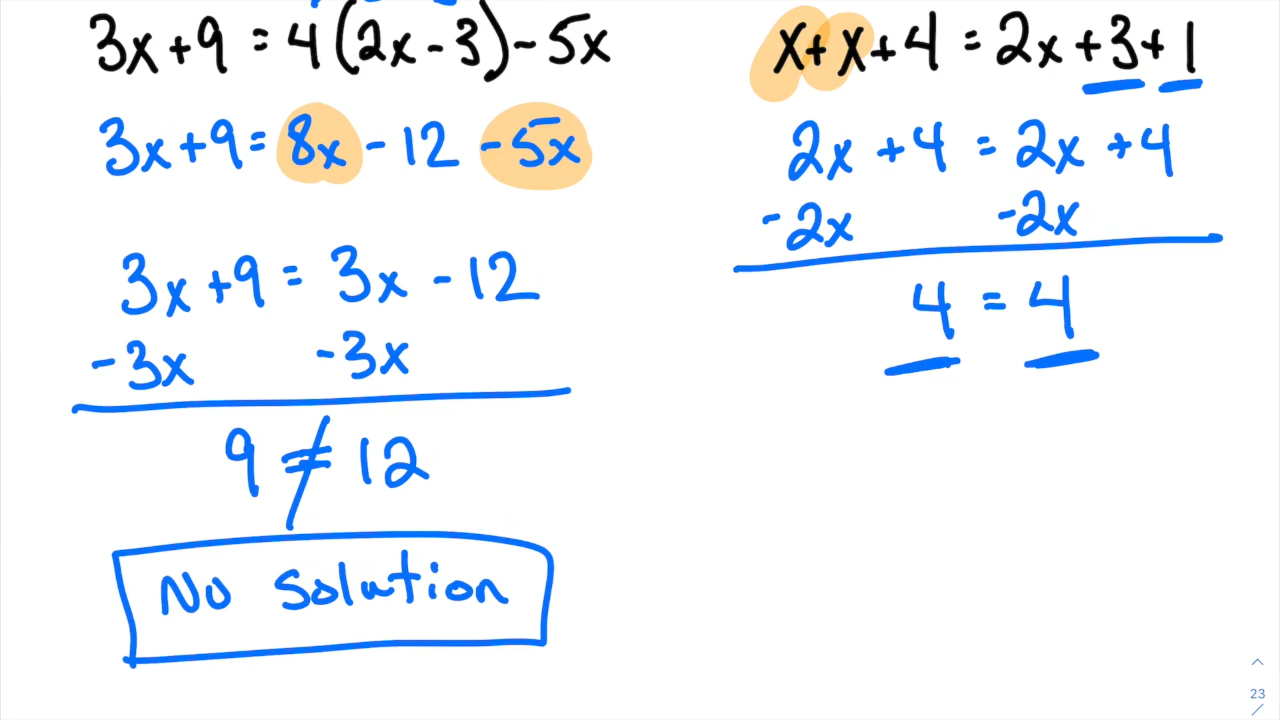 3x+9=4(2x-3)-5x
3x+9=8x-12-5x
3x+9=3x-12
-3x -3x
9≠12
No solution
x+x+4=2x+3+1
2x+4=2x+4
-2x -2x
4=4
23